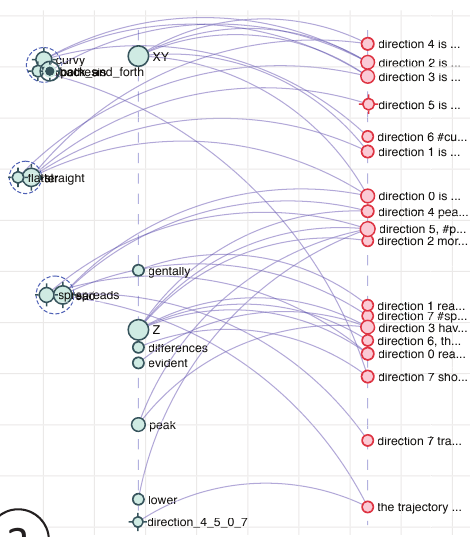 direction 4 is ...
XY
curvy
direction 2 is ...
back_and_forth
direction 3 is ...
direction 5 is ...
direction 6 #cu...
direction 1 is ...
straight
direction 0 is ...
direction 4 pea...
direction 5, #p...
direction 2 mor...
gentally
spreads
direction 1 rea...
direction 7 #sp...
Z
direction 3 hav...
direction 6, th...
differences
direction 0 rea...
evident
direction 7 sho...
peak
direction 7 tra...
lower
the trajectory ...
direction_4_5_0_7